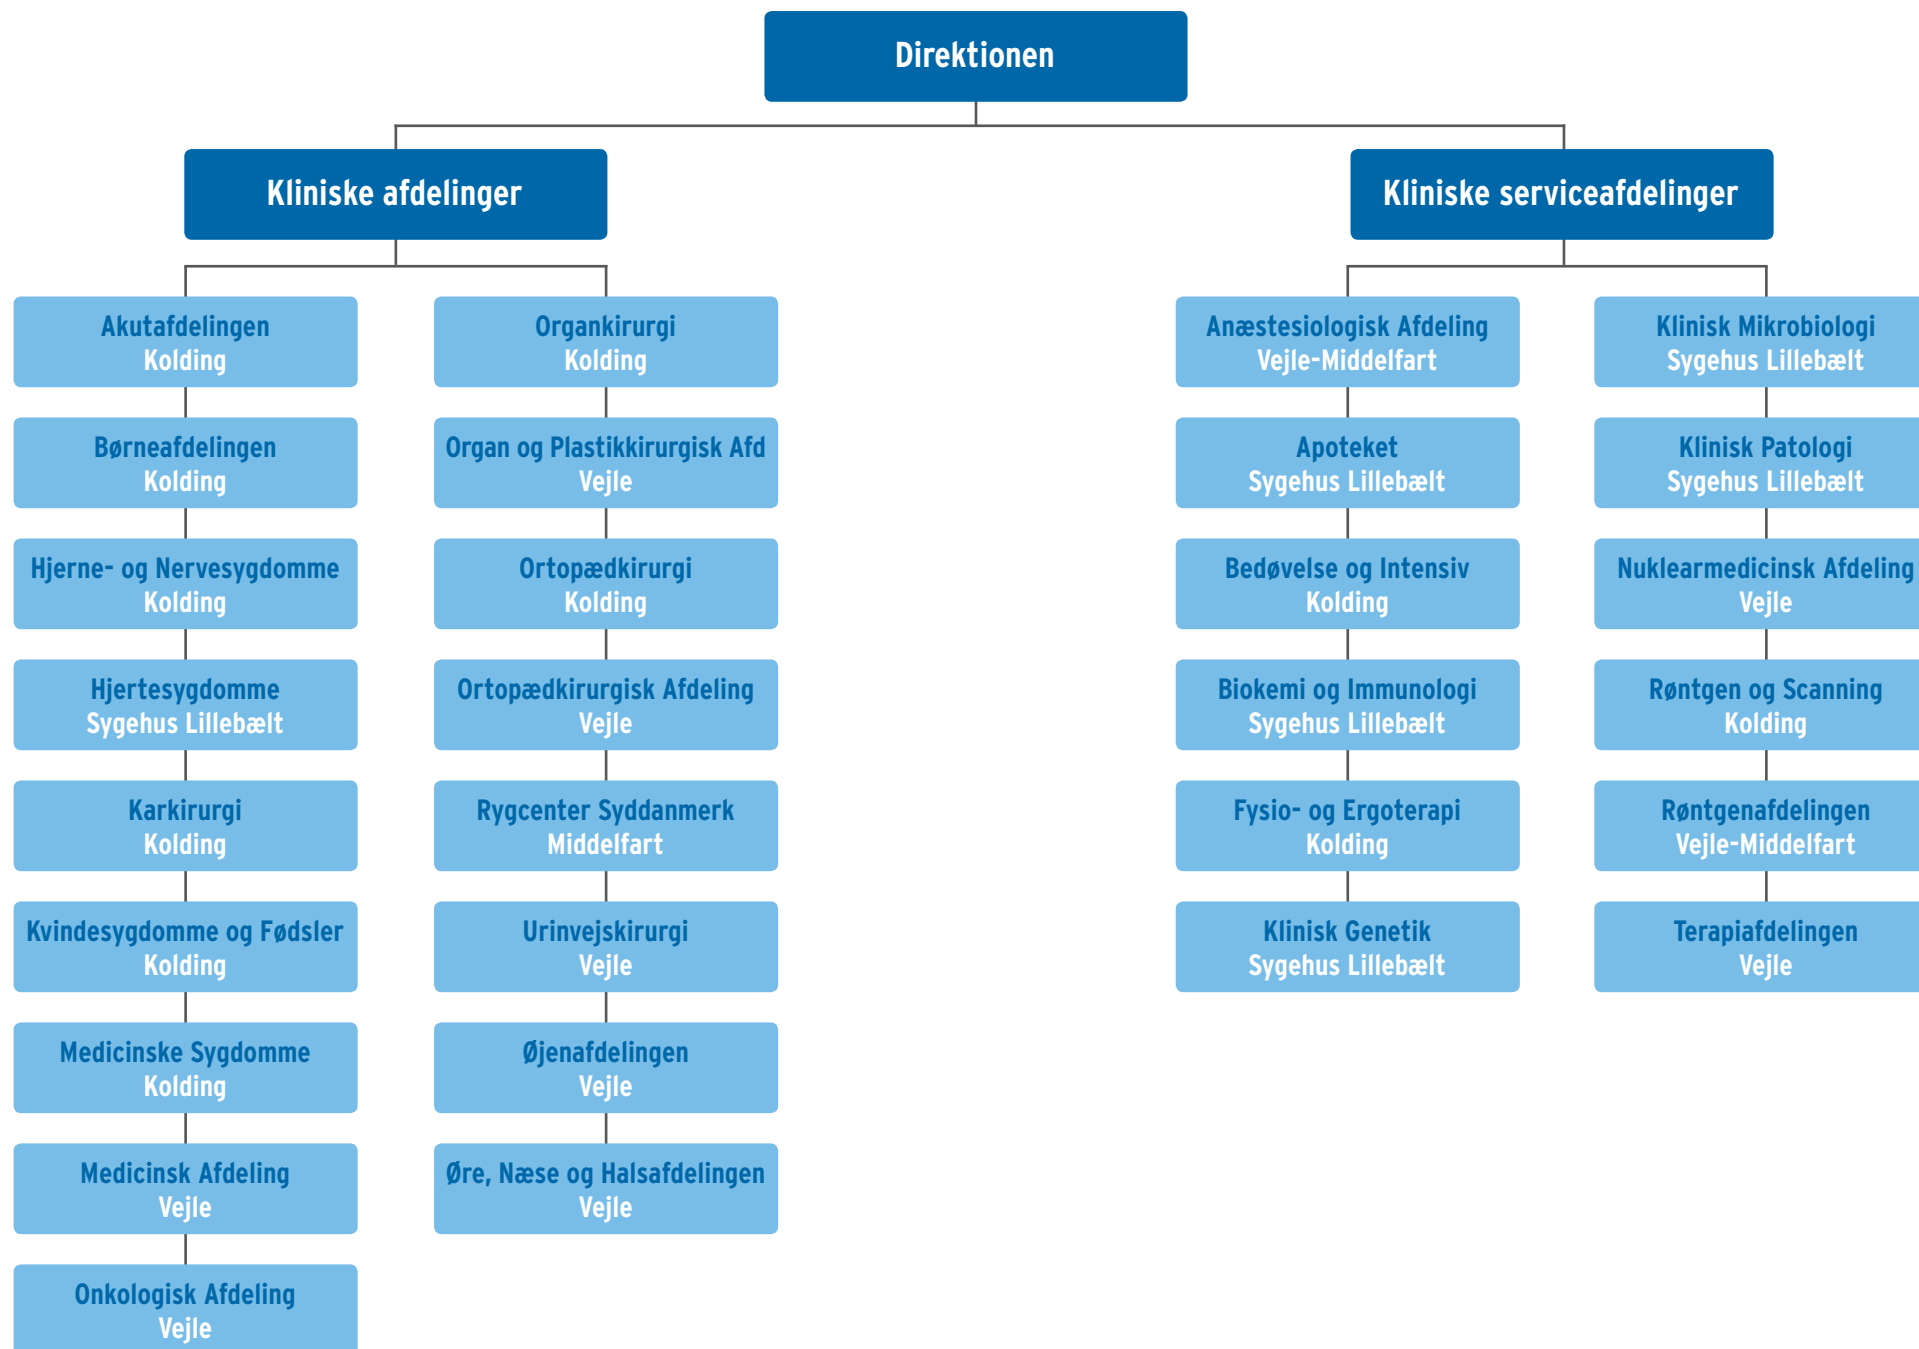 Direktionen
Kliniske afdelinger
Akutafdelingen
Kolding
Børneafdelingen
Kolding
Hjerne- og Nervesygdomme
Kolding
Hjertesygdomme
Sygehus Lillebælt
Karkirurgi
Kolding
Kvindesygdomme og Fødsler
Kolding
Medicinske Sygdomme
Kolding
Medicinsk Afdeling
Vejle
Onkologisk Afdeling
Vejle
Organkirurgi
Kolding
Organ og Plastikkirurgisk Afd
Vejle
Ortopædkirurgi
Kolding
Ortopædkirurgisk Afdeling
Vejle
Rygcenter Syddanmerk
Middelfart
Urinvejskirurgi
Vejle
Øjenafdelingen
Vejle
Øre, Næse og Halsafdelingen
Vejle
Kliniske serviceafdelinger
Anæstesiologisk Afdeling
Vejle-Middelfart
Apoteket
Sygehus Lillebælt
Bedøvelse og Intensiv
Kolding
Biokemi og Immunologi
Sygehus Lillebælt
Fysio- og Ergoterapi
Kolding
Klinisk Genetik
Sygehus Lillebælt
Klinisk Mikrobiologi
Sygehus Lillebælt
Klinisk Patologi
Sygehus Lillebælt
Nuklearmedicinsk Afdeling
Vejle
Røntgen og Scanning
Kolding
Røntgenafdelingen
Vejle-Middelfart
Terapiafdelingen
Vejle